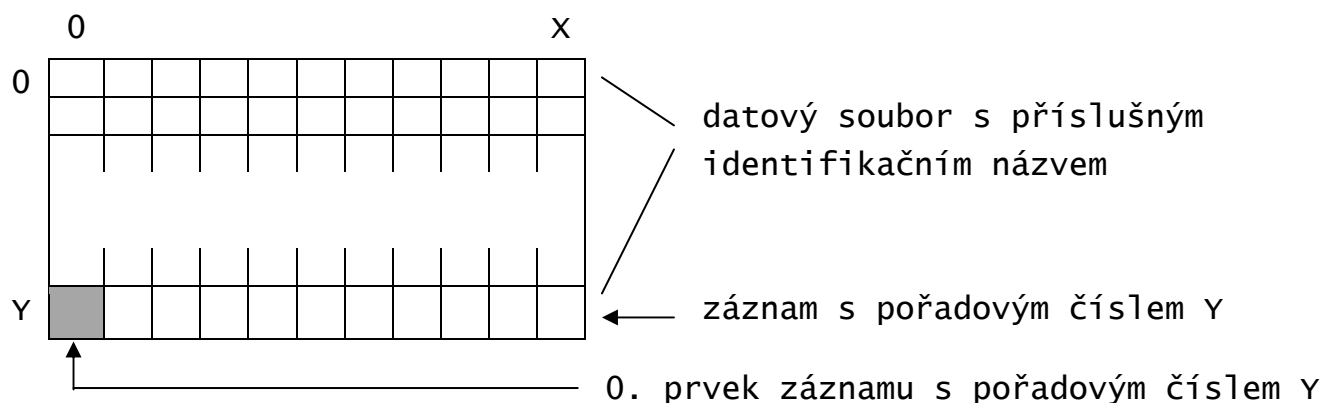 0 X
0
datový soubor s příslušným
identifikačním názvem
Y
záznam s pořadovým číslem Y
0. prvek záznamu s pořadovým číslem Y